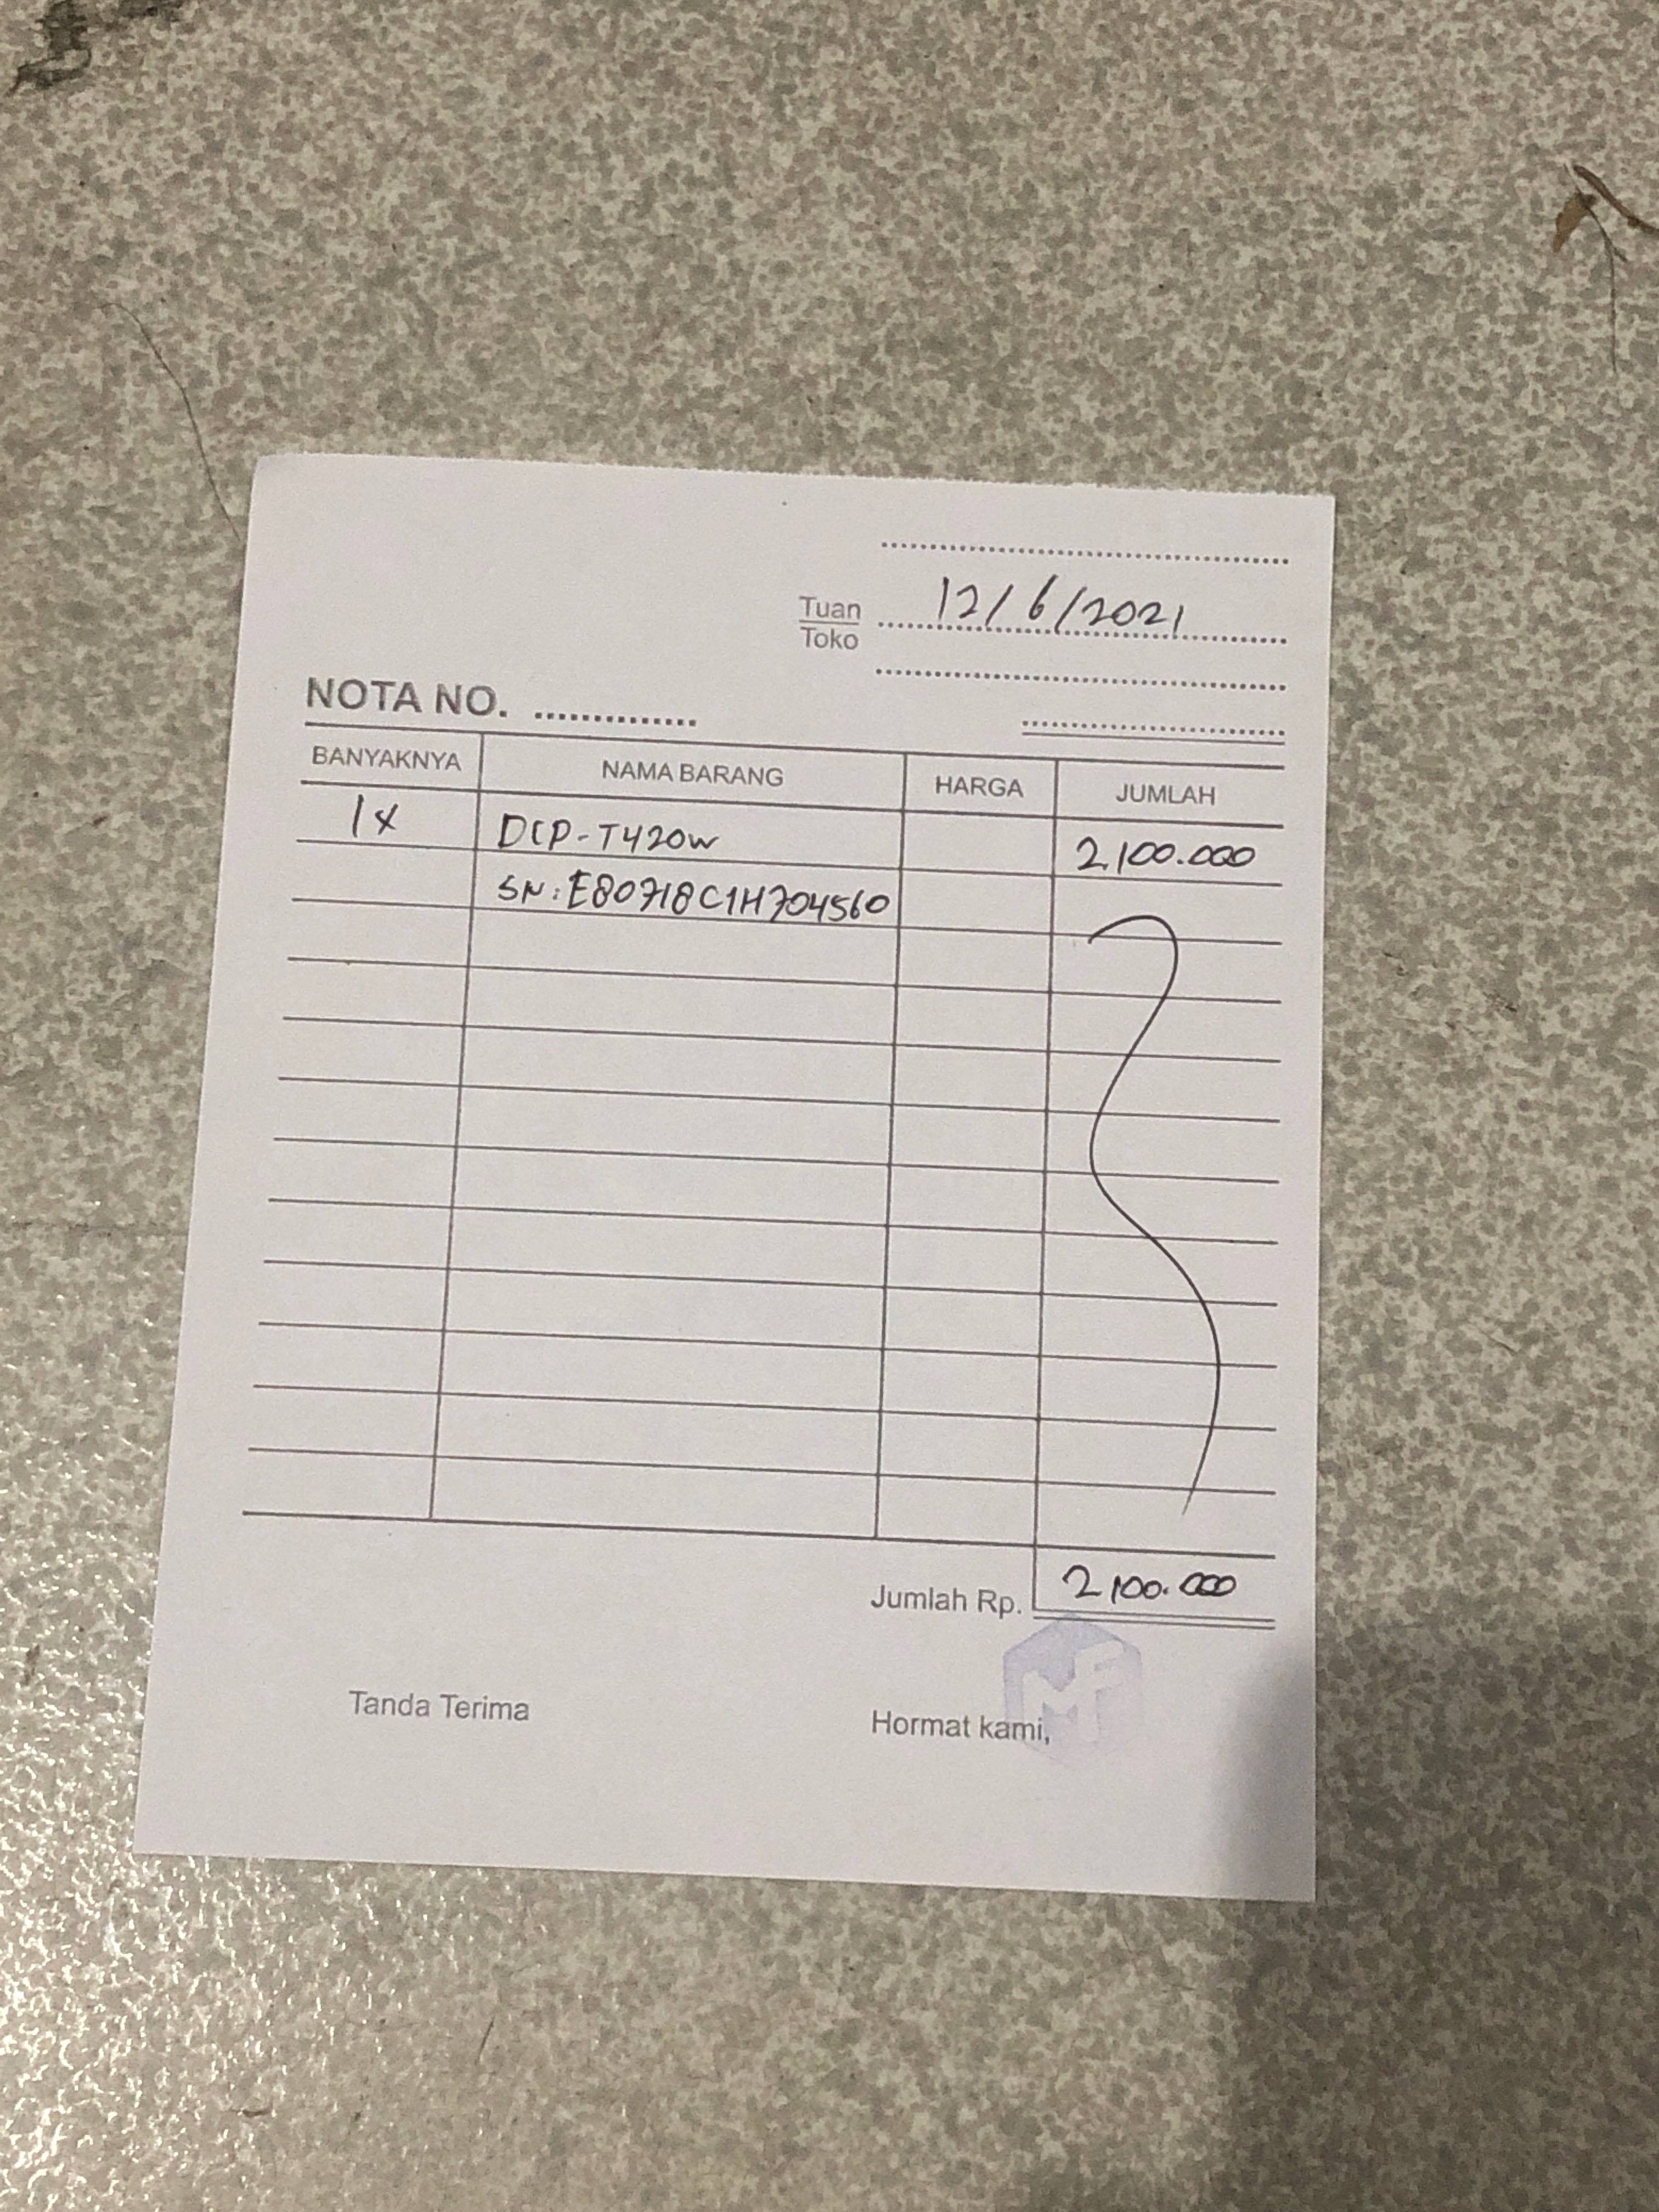 12/6/2021
Tuan
Toko
NOTA NO. ..............
BANYAKNYA NAMA BARANG HARGA JUMLAH
1x DCP-T420W 2.100.000
SN: E80718C1H704560
Jumlah Rp. 2.100.000
Tanda Terima Hormat kami,
MF